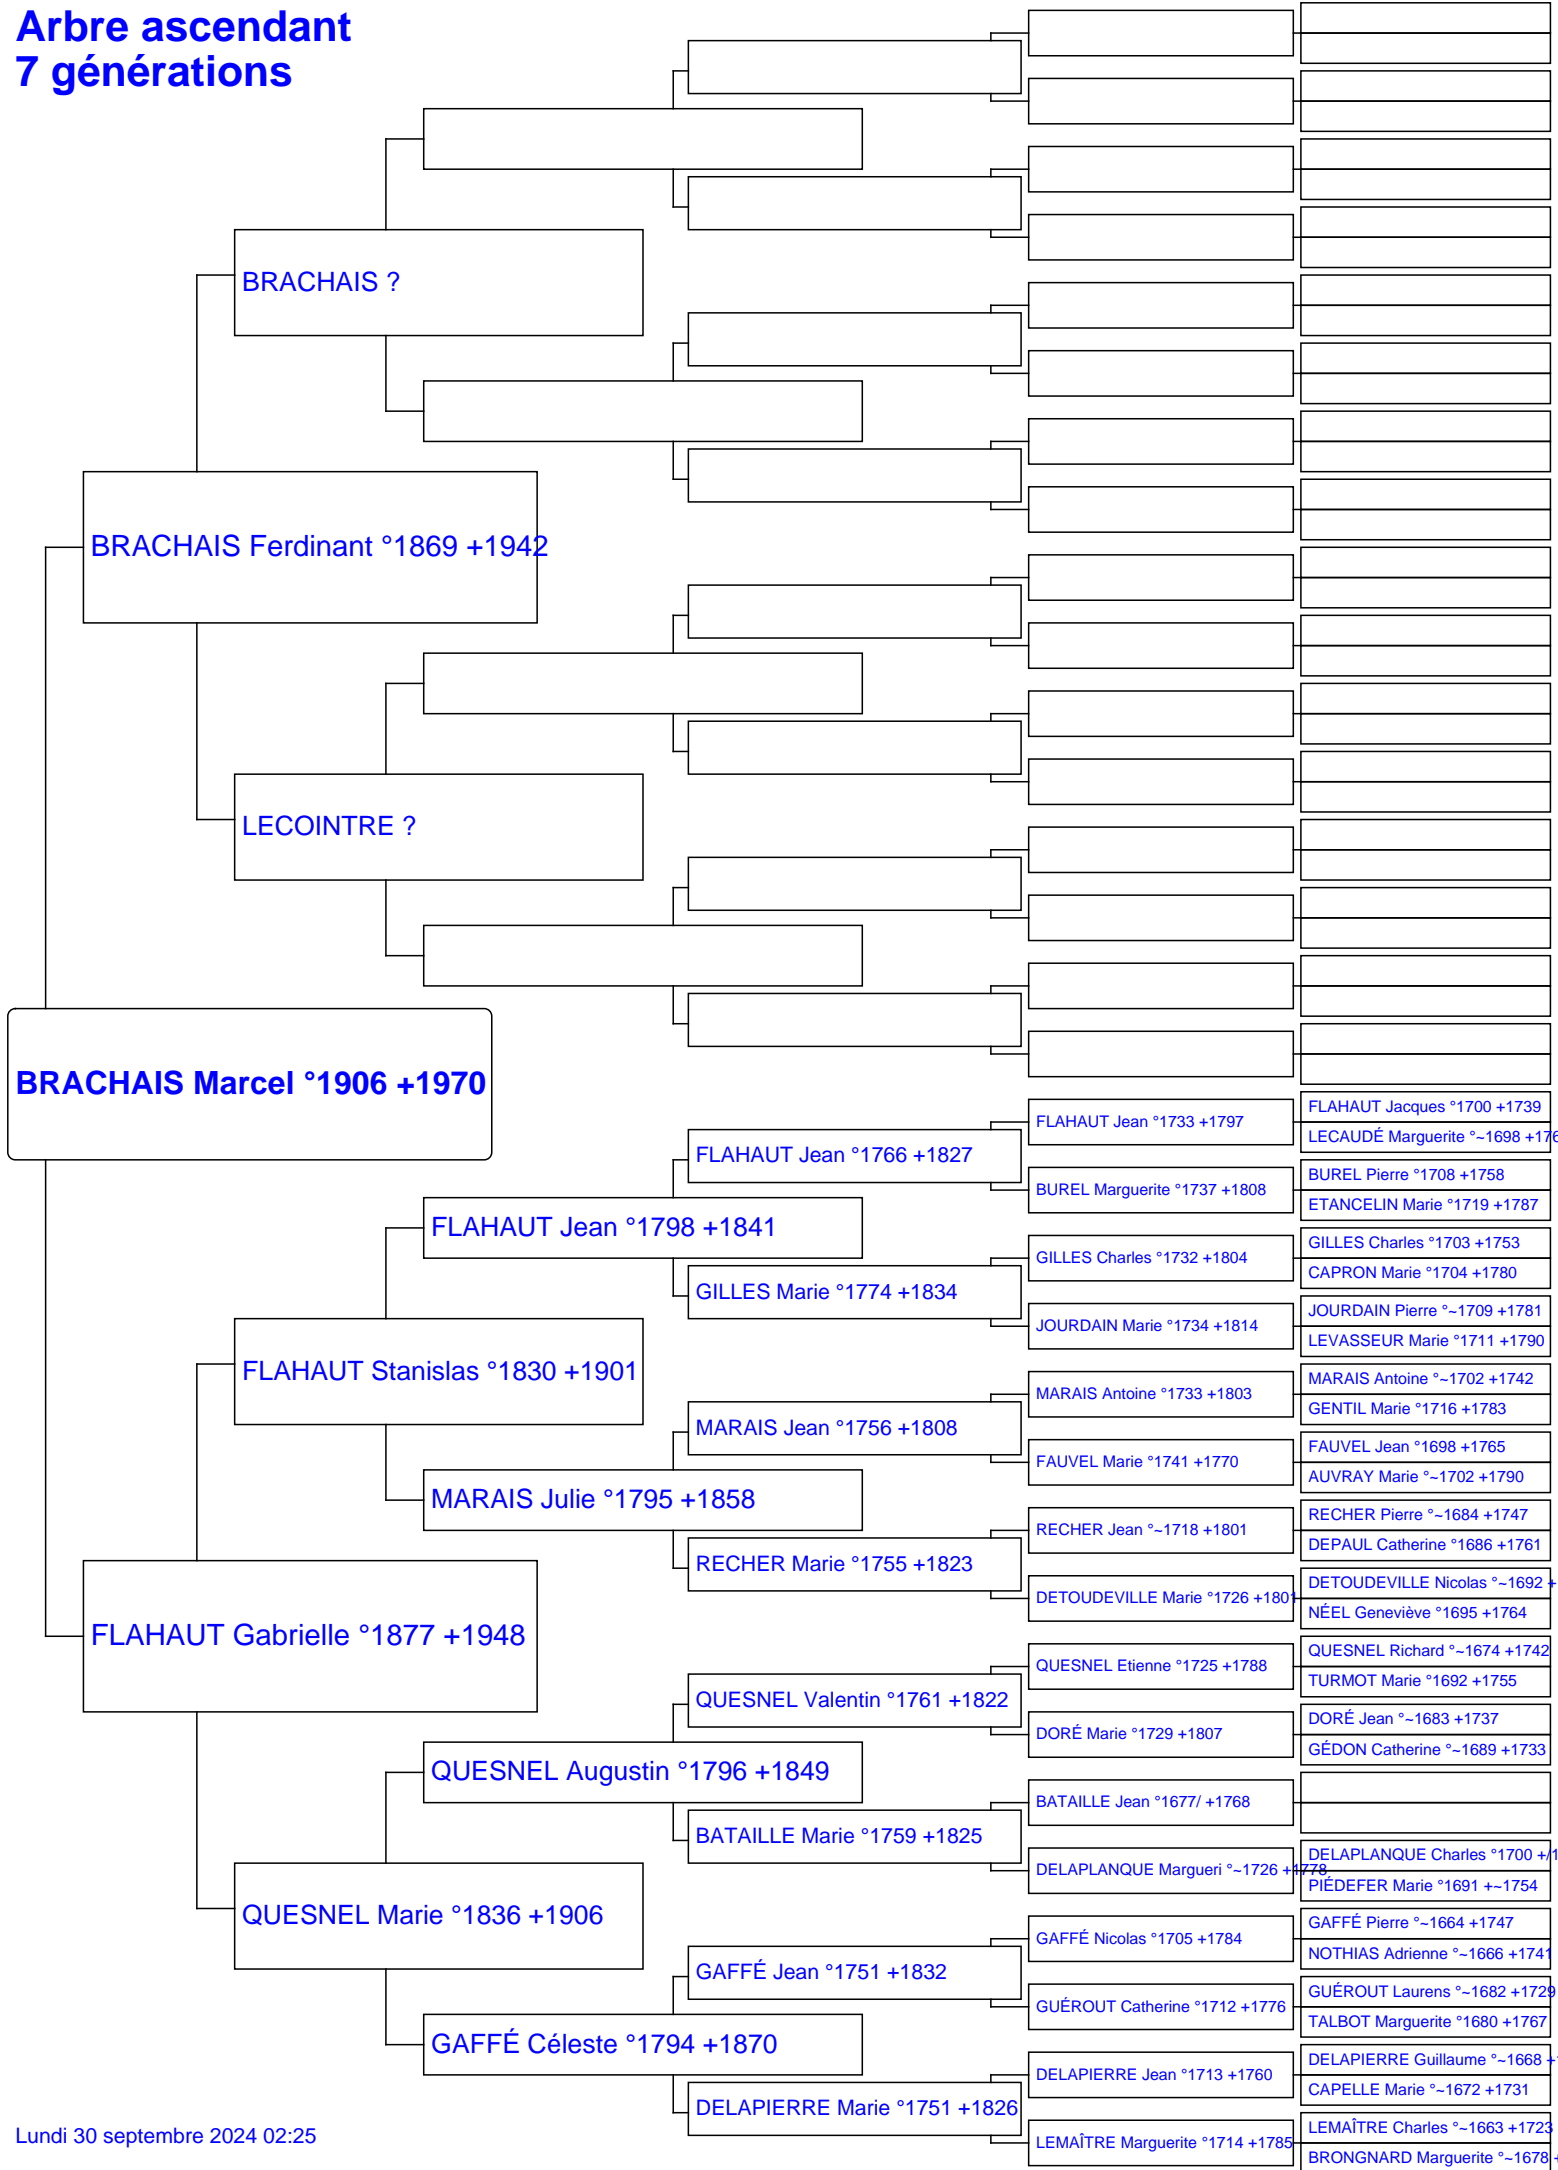 Arbre ascendant
7 générations
BRACHAIS ?
BRACHAIS Ferdinant °1869 +1942
LECOINTRE ?
BRACHAIS Marcel °1906 +1970
FLAHAUT Jacques °1700 +1739
FLAHAUT Jean °1733 +1797
LECAUDÉ Marguerite °~1698 +176
FLAHAUT Jean °1766 +1827
BUREL Pierre °1708 +1758
BUREL Marguerite °1737 +1808
ETANCELIN Marie °1719 +1787
FLAHAUT Jean °1798 +1841
GILLES Charles °1703 +1753
GILLES Charles °1732 +1804
CAPRON Marie °1704 +1780
GILLES Marie °1774 +1834
JOURDAIN Pierre °~1709 +1781
JOURDAIN Marie °1734 +1814
LEVASSEUR Marie °1711 +1790
FLAHAUT Stanislas °1830 +1901
MARAIS Antoine °~1702 +1742
MARAIS Antoine °1733 +1803
GENTIL Marie °1716 +1783
MARAIS Jean °1756 +1808
FAUVEL Jean °1698 +1765
FAUVEL Marie °1741 +1770
AUVRAY Marie °~1702 +1790
MARAIS Julie °1795 +1858
RECHER Pierre °~1684 +1747
RECHER Jean °~1718 +1801
DEPAUL Catherine °1686 +1761
RECHER Marie °1755 +1823
DETOUDEVILLE Nicolas °~1692 +
DETOUDEVILLE Marie °1726 +1801
NÉEL Geneviève °1695 +1764
FLAHAUT Gabrielle °1877 +1948
QUESNEL Richard °~1674 +1742
QUESNEL Etienne °1725 +1788
TURMOT Marie °1692 +1755
QUESNEL Valentin °1761 +1822
DORÉ Jean °~1683 +1737
DORÉ Marie °1729 +1807
GÉDON Catherine °~1689 +1733
QUESNEL Augustin °1796 +1849
BATAILLE Jean °1677/ +1768
BATAILLE Marie °1759 +1825
DELAPLANQUE Charles °1700 +/1
DELAPLANQUE Margueri °~1726 +1778
PIÉDEFER Marie °1691 +~1754
QUESNEL Marie °1836 +1906
GAFFÉ Pierre °~1664 +1747
GAFFÉ Nicolas °1705 +1784
NOTHIAS Adrienne °~1666 +1741
GAFFÉ Jean °1751 +1832
GUÉROUT Laurens °~1682 +1729
GUÉROUT Catherine °1712 +1776
TALBOT Marguerite °1680 +1767
GAFFÉ Céleste °1794 +1870
DELAPIERRE Guillaume °~1668 +
DELAPIERRE Jean °1713 +1760
CAPELLE Marie °~1672 +1731
DELAPIERRE Marie °1751 +1826
LEMAÎTRE Charles °~1663 +1723
LEMAÎTRE Marguerite °1714 +1785
BRONGNARD Marguerite °~1678 +
Lundi 30 septembre 2024 02:25